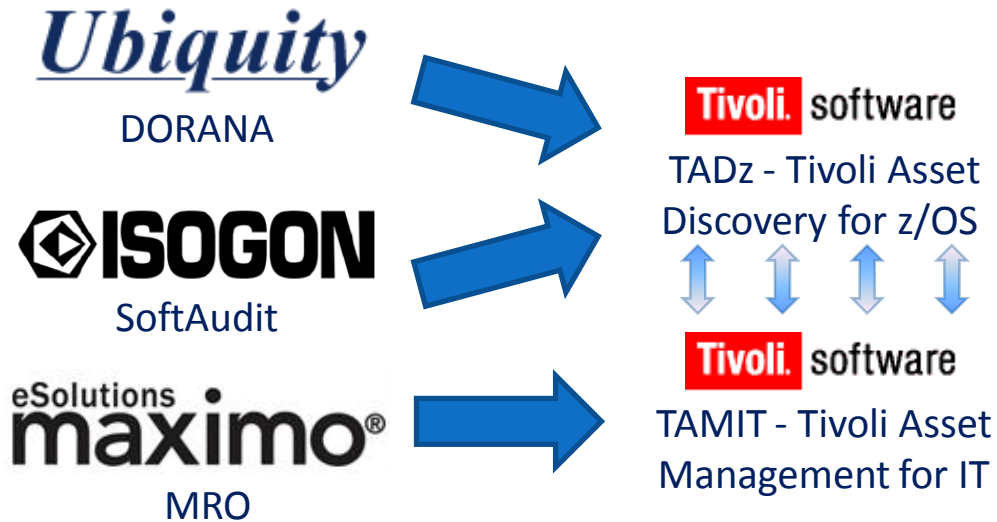 Ubiquity
DORANA
ISOGON
SoftAudit
eSolutions
maximo®
MRO
Tivoli. software
TADz - Tivoli Asset
Discovery for z/OS
Tivoli. software
TAMIT - Tivoli Asset
Management for IT